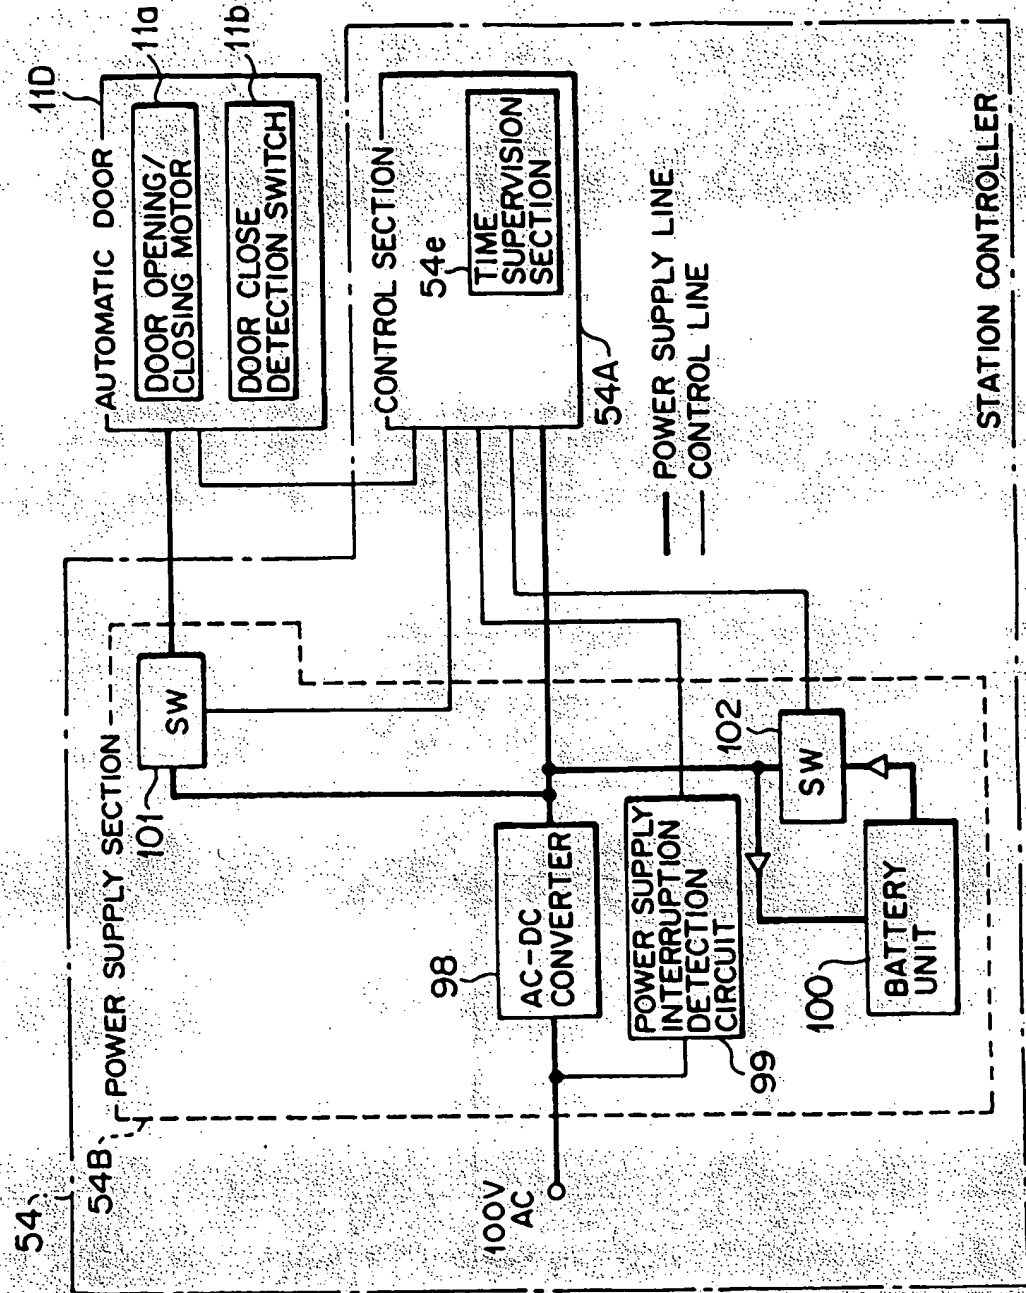 54
54B
POWER SUPPLY SECTION
101
SW
11D
AUTOMATIC DOOR
11a
DOOR OPENING/
CLOSING MOTOR
11b
DOOR CLOSE
DETECTION SWITCH
CONTROL SECTION
54e
TIME
SUPERVISION
SECTION
54A
100V
AC
98
AC-DC
CONVERTER
99
POWER SUPPLY
INTERRUPTION
DETECTION
CIRCUIT
102
SW
100
BATTERY
UNIT
POWER SUPPLY LINE
CONTROL LINE
STATION CONTROLLER